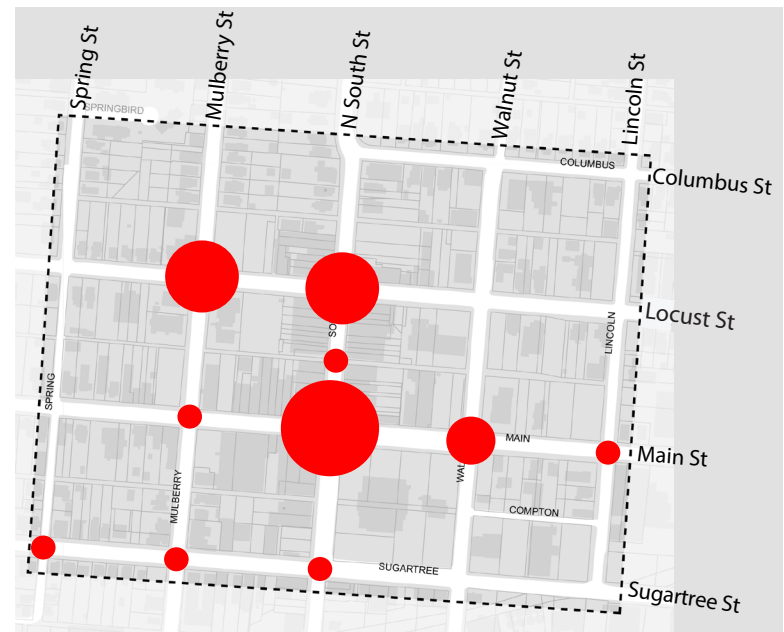 Spring St
Mulberry St
N South St
Walnut St
Lincoln St
SPRINGBIRD
COLUMBUS
Columbus St
Locust St
LINCOLN
SO
SPRING
MAIN
Main St
WAL
MULBERRY
COMPTON
SUGARTREE
Sugartree St